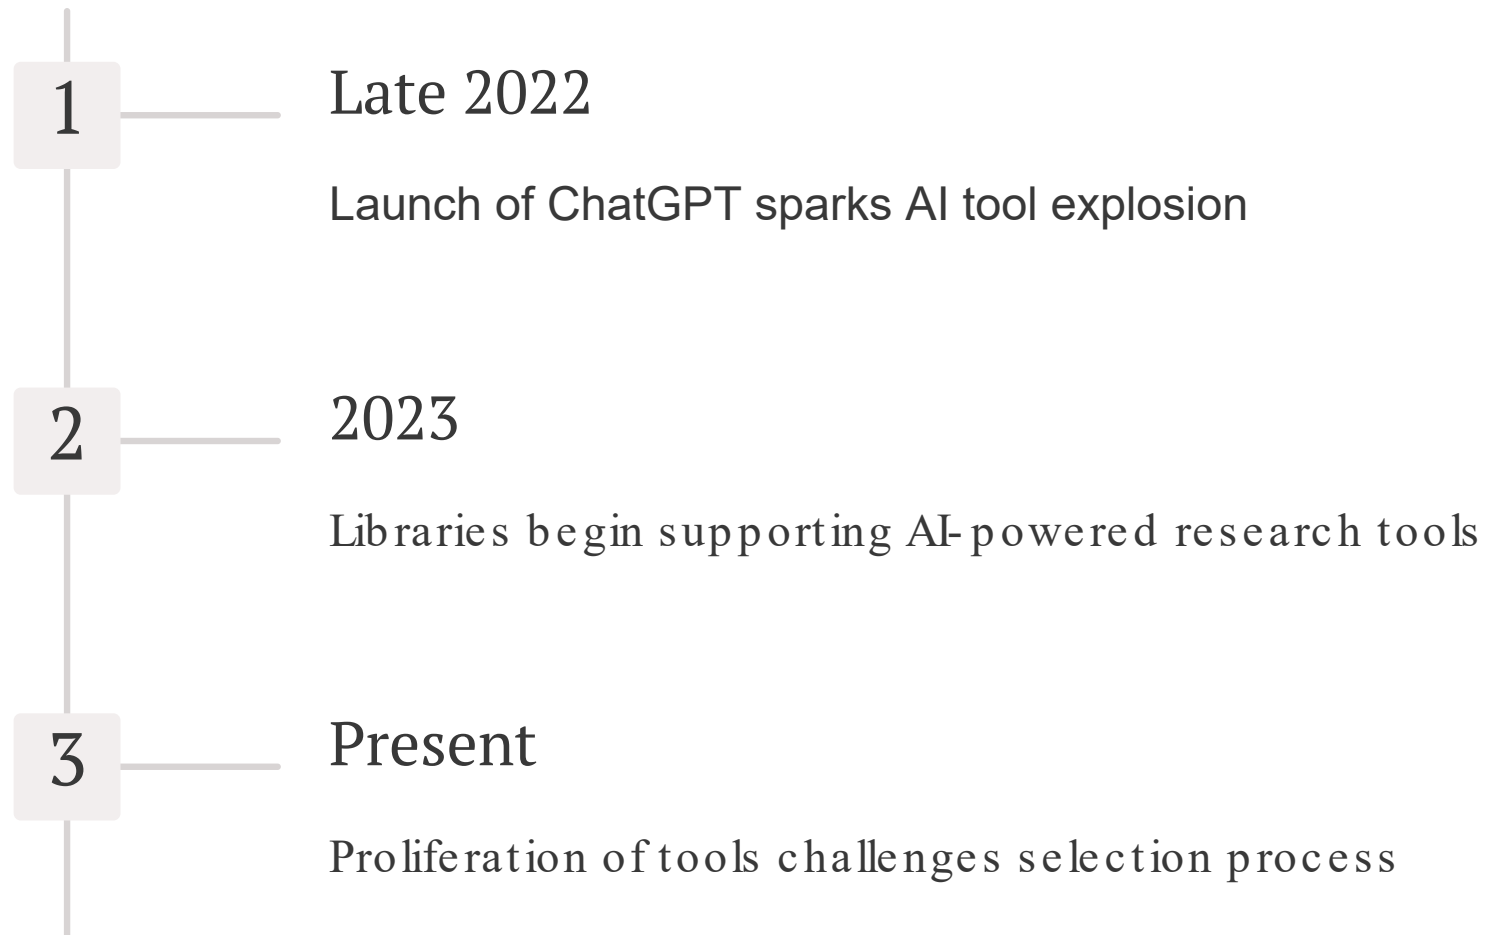 1
Late 2022
Launch of ChatGPT sparks AI tool explosion
2
2023
Libraries begin supporting AI-powered research tools
3
Present
Proliferation of tools challenges selection process